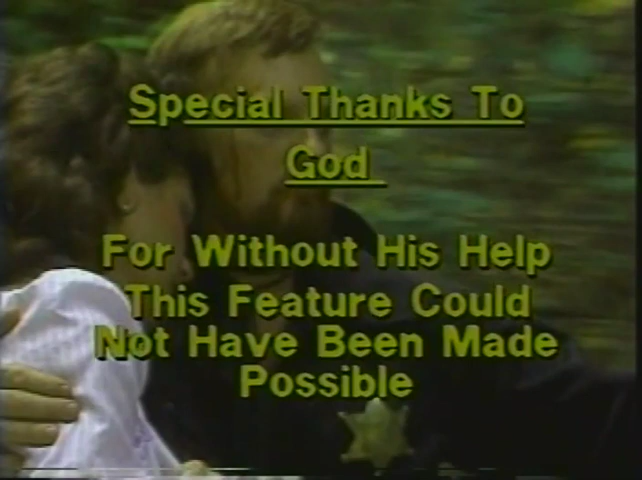 Special Thanks To
God
For Without His Help
This Feature Could
Not Have Been Made
Possible